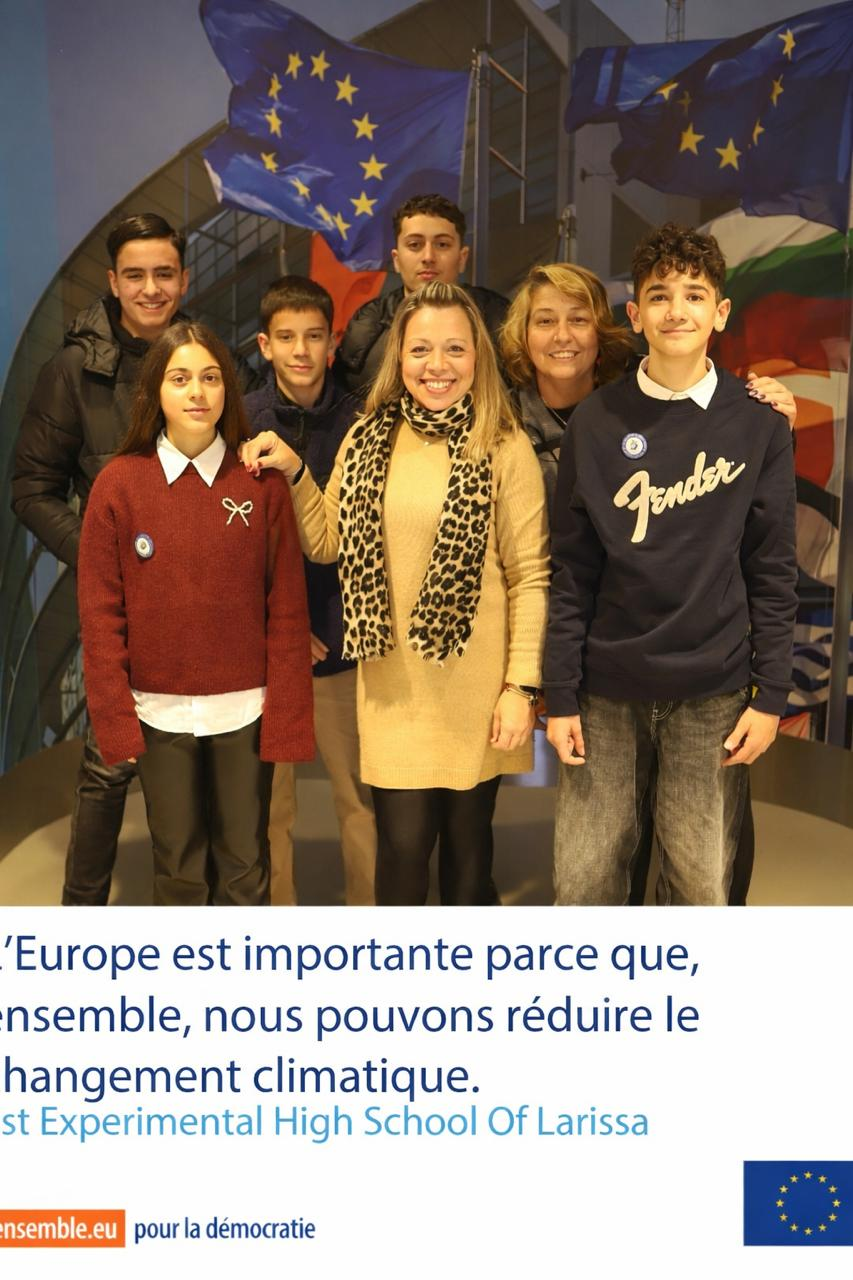 Fender
L'Europe est importante parce que,
ensemble, nous pouvons réduire le
changement climatique.
st Experimental High School Of Larissa
ensemble.eu pour la démocratie